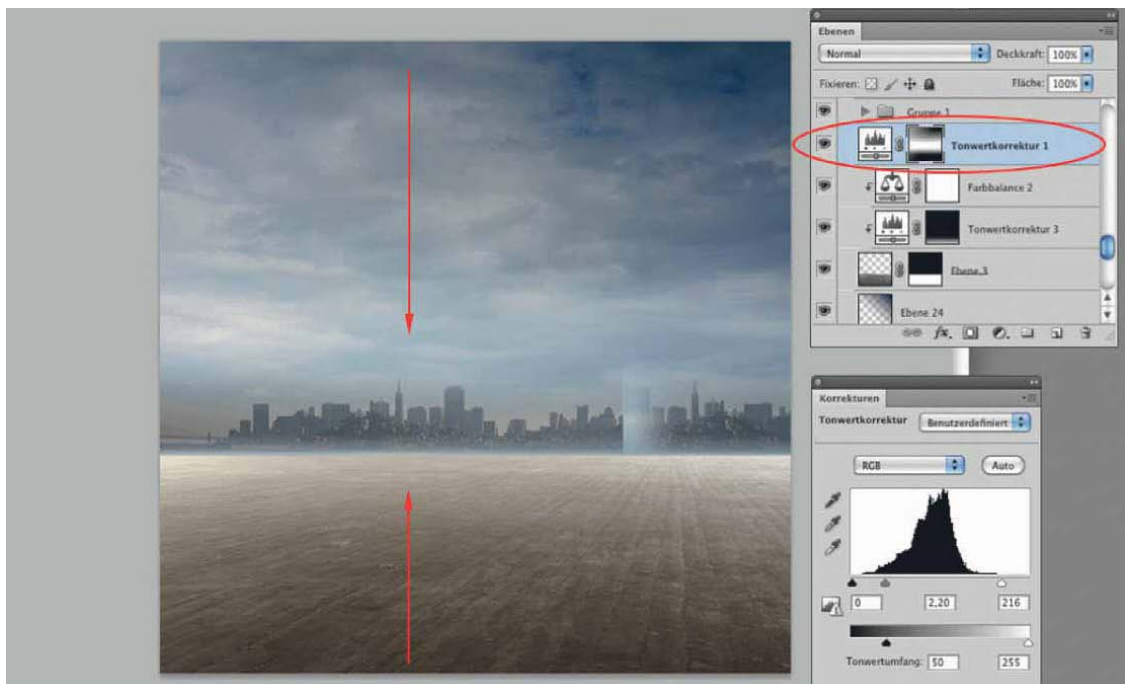 Ebenen
Normal
Deckkraft: 100%
Fixieren:
Fläche: 100%
Gruppe 1
Tonwertkorrektur 1
Farbbalance 2
Tonwertkorrektur 3
Ebene 3
Ebene 24
fx.
Korrekturen
Tonwertkorrektur Benutzerdefiniert
RGB Auto
0 2,20 216
Tonwertumfang: 50 255